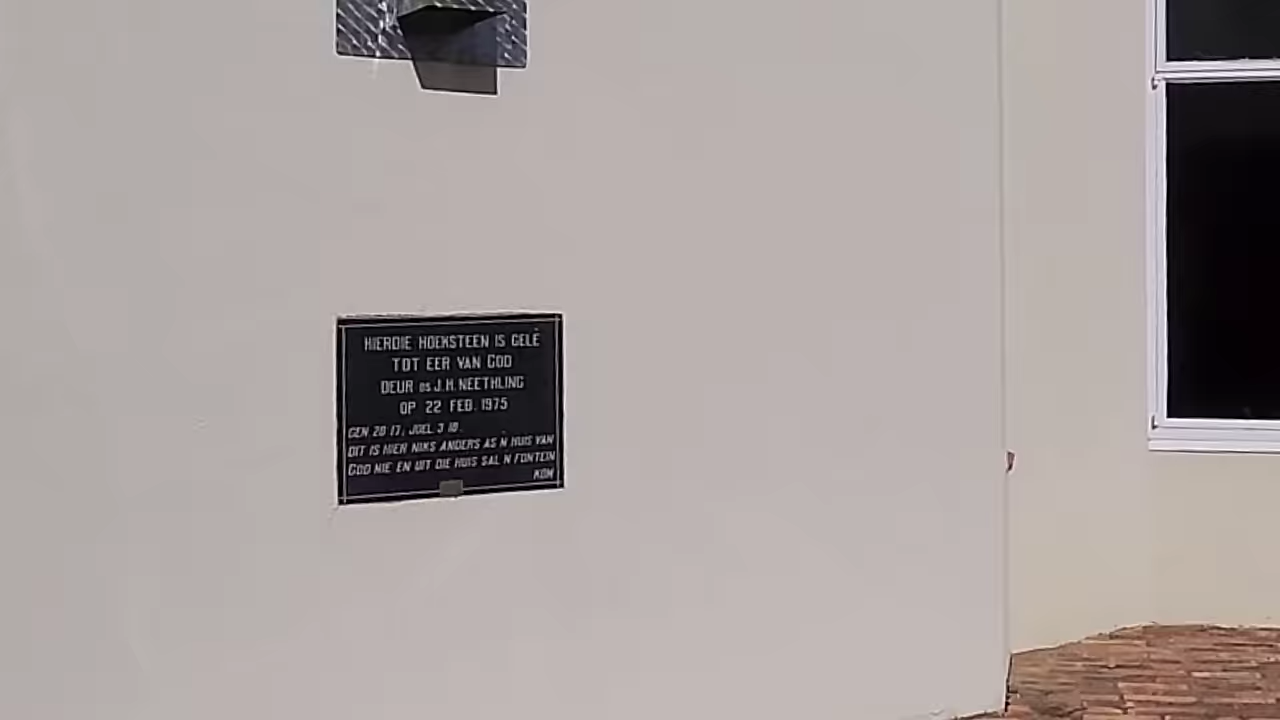 HIERDIE HOEKSTEEN IS GELÊ
TOT EER VAN GOD
DEUR DS J.H. NEETHLING
OP 22 FEB. 1975
GEN 28 17, JOEL 3 18.
DIT IS HIER NIKS ANDERS AS N HUIS VAN
GOD NIE EN UIT DIE HUIS SAL N FONTEIN
KOM